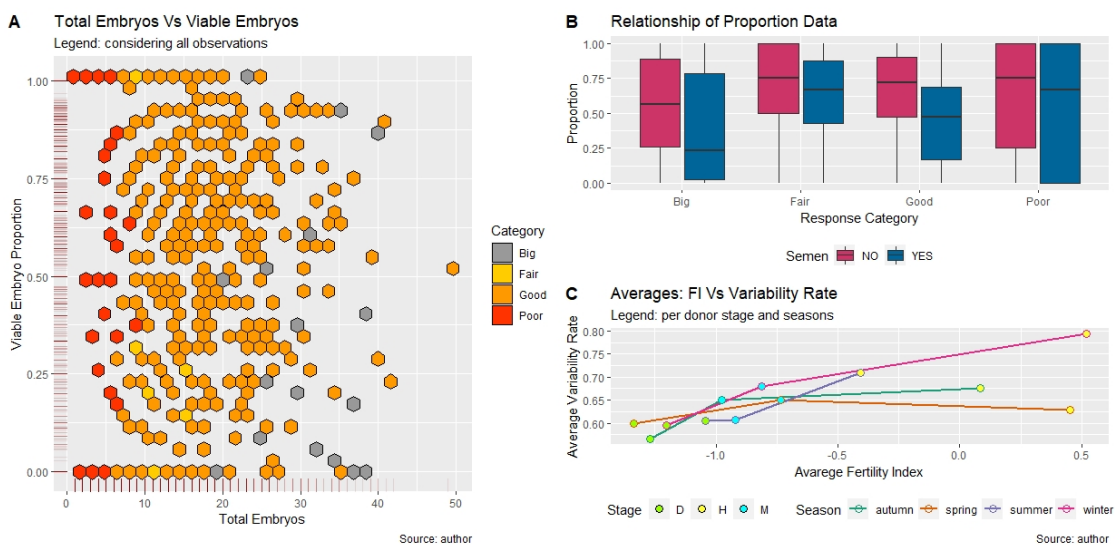 A
Total Embryos Vs Viable Embryos
Legend: considering all observations
Viable Embryo Proportion
1.00
0.75
0.50
0.25
0.00
0
10
20
30
40
50
Total Embryos
Source: author
Category
Big
Fair
Good
Poor
B
Relationship of Proportion Data
Proportion
1.00
0.75
0.50
0.25
0.00
Big
Fair
Good
Poor
Response Category
Semen
NO
YES
C
Averages: FI Vs Variability Rate
Legend: per donor stage and seasons
Average Variability Rate
0.80
0.75
0.70
0.65
0.60
-1.0
-0.5
0.0
0.5
Avarege Fertility Index
Stage
D
H
M
Season
autumn
spring
summer
winter
Source: author